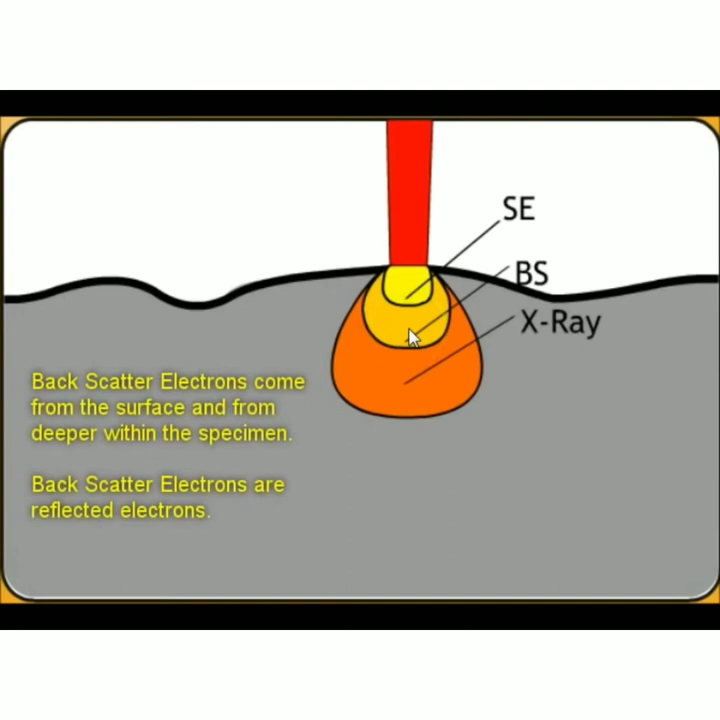 SE
BS
X-Ray
Back Scatter Electrons come
from the surface and from
deeper within the specimen.
Back Scatter Electrons are
reflected electrons.